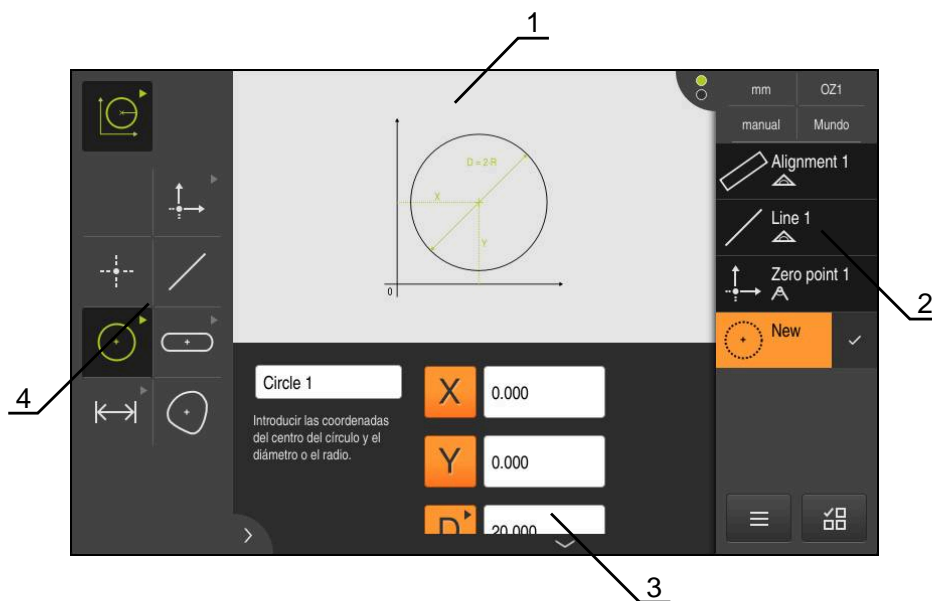 1
mm
OZ1
manual
Mundo
Alignment 1
D = 2 R
X
Line 1
Y
Zero point 1
2
0
New
4
Circle 1
X
0.000
Introducir las coordenadas
del centro del círculo y el
diámetro o el radio.
Y
0.000
D
20.000
3